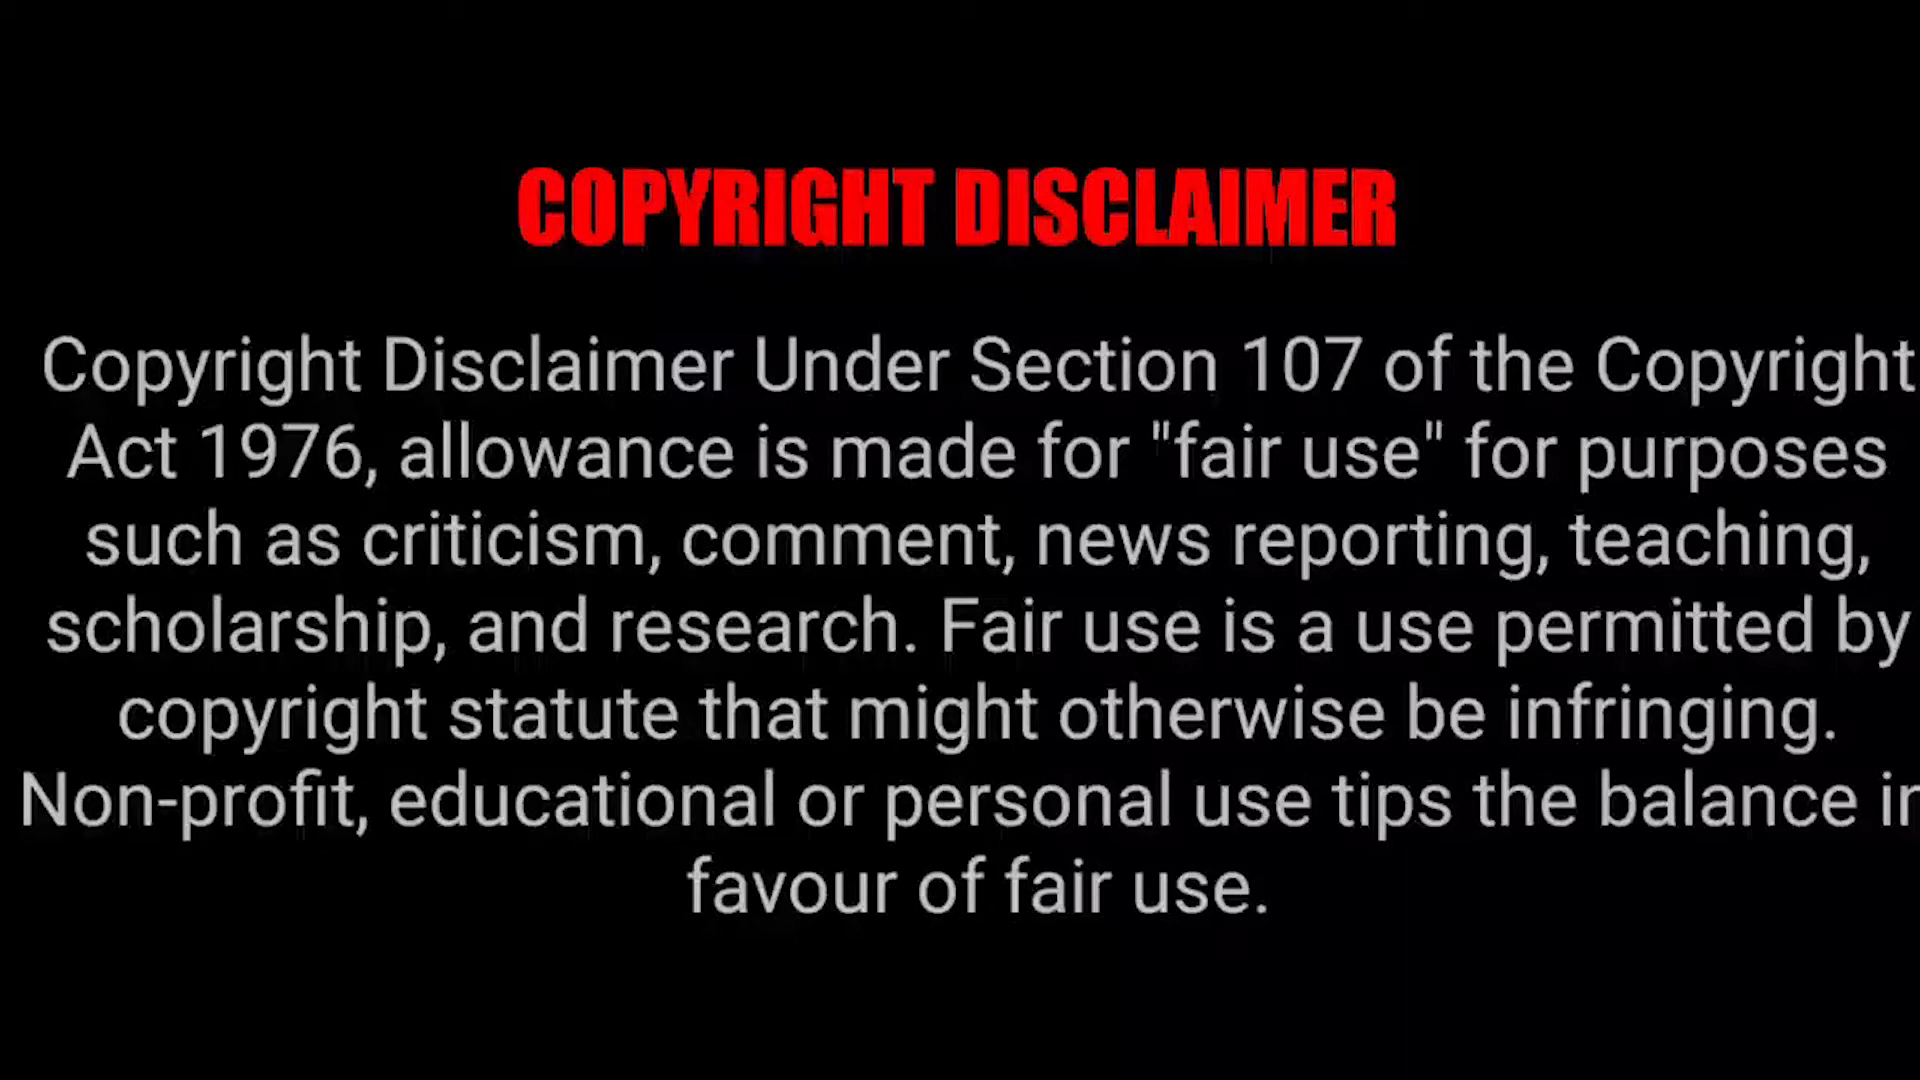 COPYRIGHT DISCLAIMER
Copyright Disclaimer Under Section 107 of the Copyright
Act 1976, allowance is made for "fair use" for purposes
such as criticism, comment, news reporting, teaching,
scholarship, and research. Fair use is a use permitted by
copyright statute that might otherwise be infringing.
Non-profit, educational or personal use tips the balance in
favour of fair use.